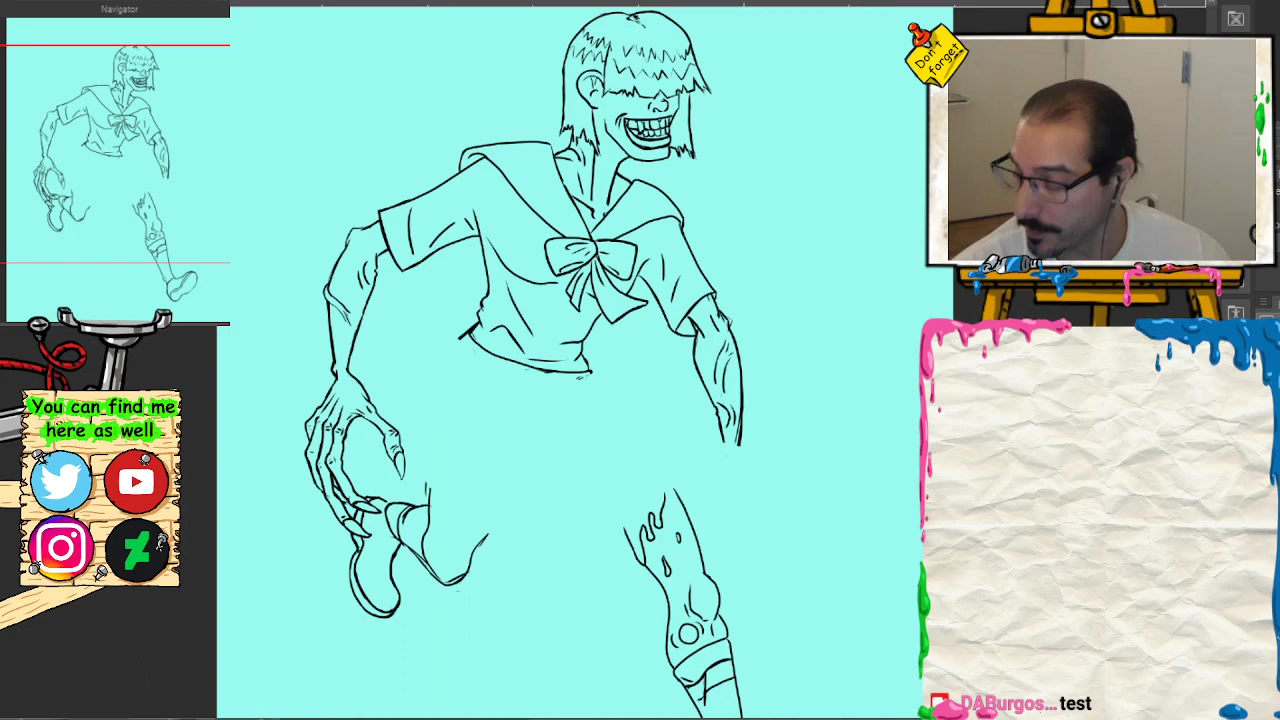 Navigator
Don't
forget
You can find me
here as well
DABurgos... test